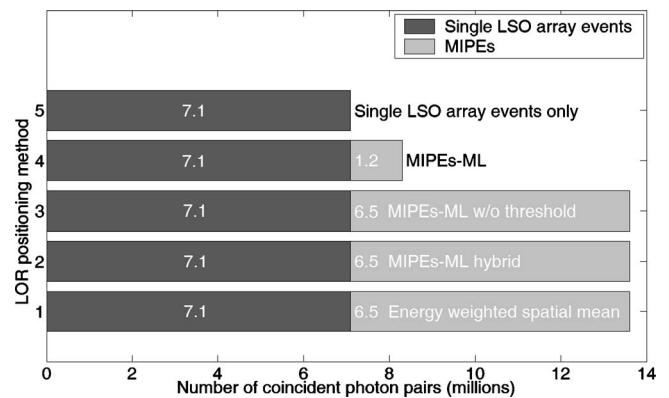 Single LSO array events
MIPEs
5
7.1
Single LSO array events only
4
7.1
1.2
MIPEs-ML
3
7.1
6.5 MIPEs-ML w/o threshold
2
7.1
6.5 MIPEs-ML hybrid
1
7.1
6.5 Energy weighted spatial mean
LOR positioning method
0 2 4 6 8 10 12 14
Number of coincident photon pairs (millions)